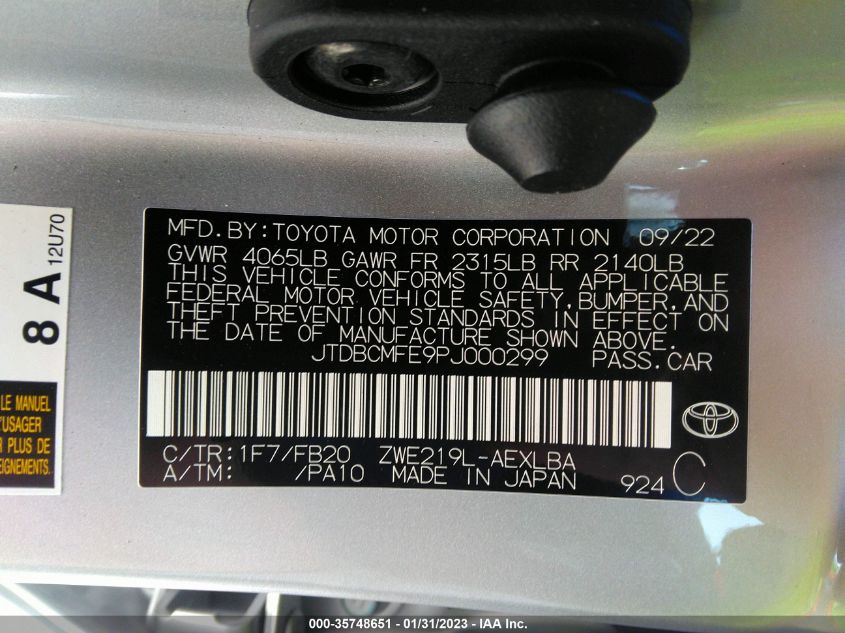 MFD.BY:TOYOTA MOTOR CORPORATION 09/22
GVWR 4065LB GAWR FR 2315LB RR 2140LB
THIS VEHICLE CONFORMS TO ALL APPLICABLE
FEDERAL MOTOR VEHICLE SAFETY,BUMPER,AND
THEFT PREVENTION STANDARDS IN EFFECT ON
THE DATE OF MANUFACTURE SHOWN ABOVE.
JTDBCMFE9PJ000299 PASS.CAR
C/TR:1F7/FB20 ZWE219L-AEXLBA
A/TM: /PA10 MADE IN JAPAN 924 C
8 A 12U70
LE MANUEL
'USAGER
PLUS DE
EIGNEMENTS.
000-35748651 / 01/31/2023 - IAA Inc.